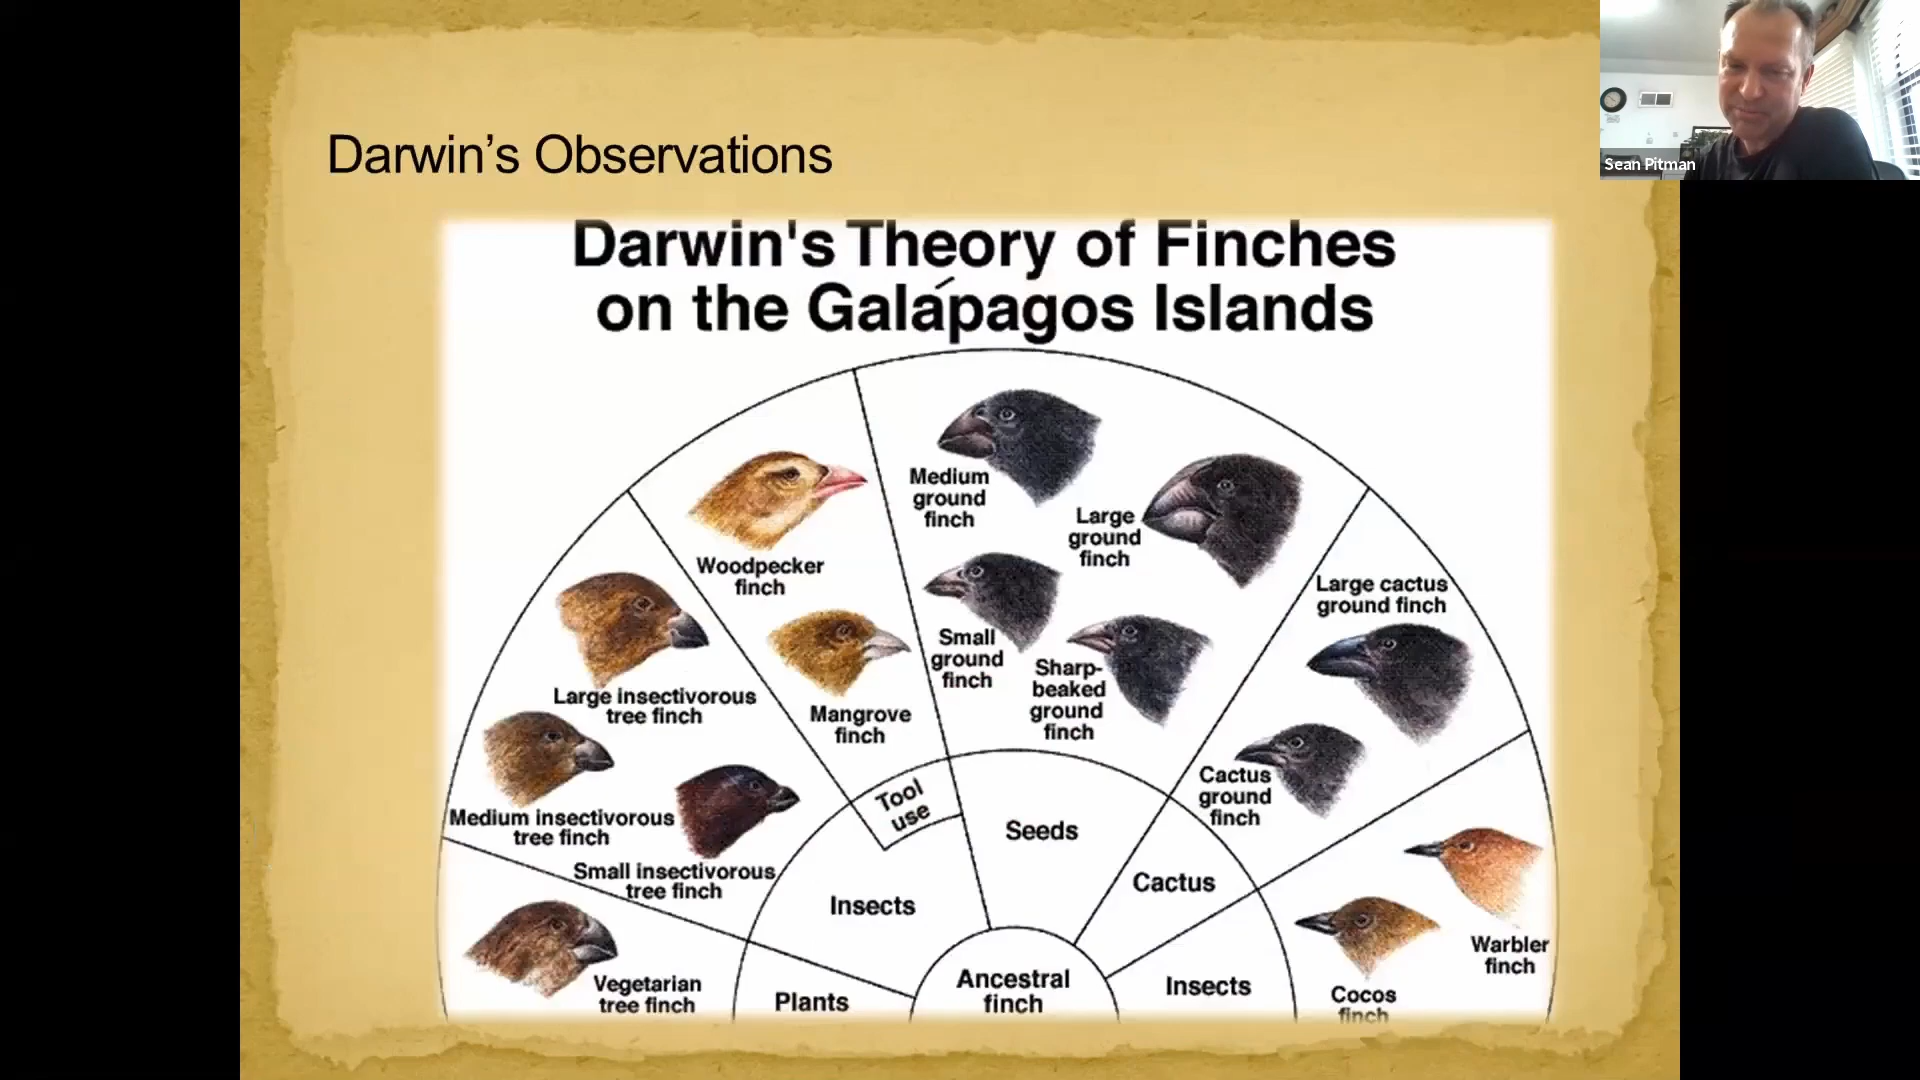 Darwin’s Observations
Sean Pitman
Darwin's Theory of Finches
on the Galápagos Islands
Medium
ground
finch
Large
ground
finch
Woodpecker
finch
Large cactus
ground finch
Small
ground
finch
Sharp-
beaked
ground
finch
Large insectivorous
tree finch
Mangrove
finch
Cactus
ground
finch
Medium insectivorous
tree finch
Small insectivorous
tree finch
Tool
use
Seeds
Cactus
Insects
Warbler
finch
Vegetarian
tree finch
Plants
Ancestral
finch
Insects
Cocos
finch